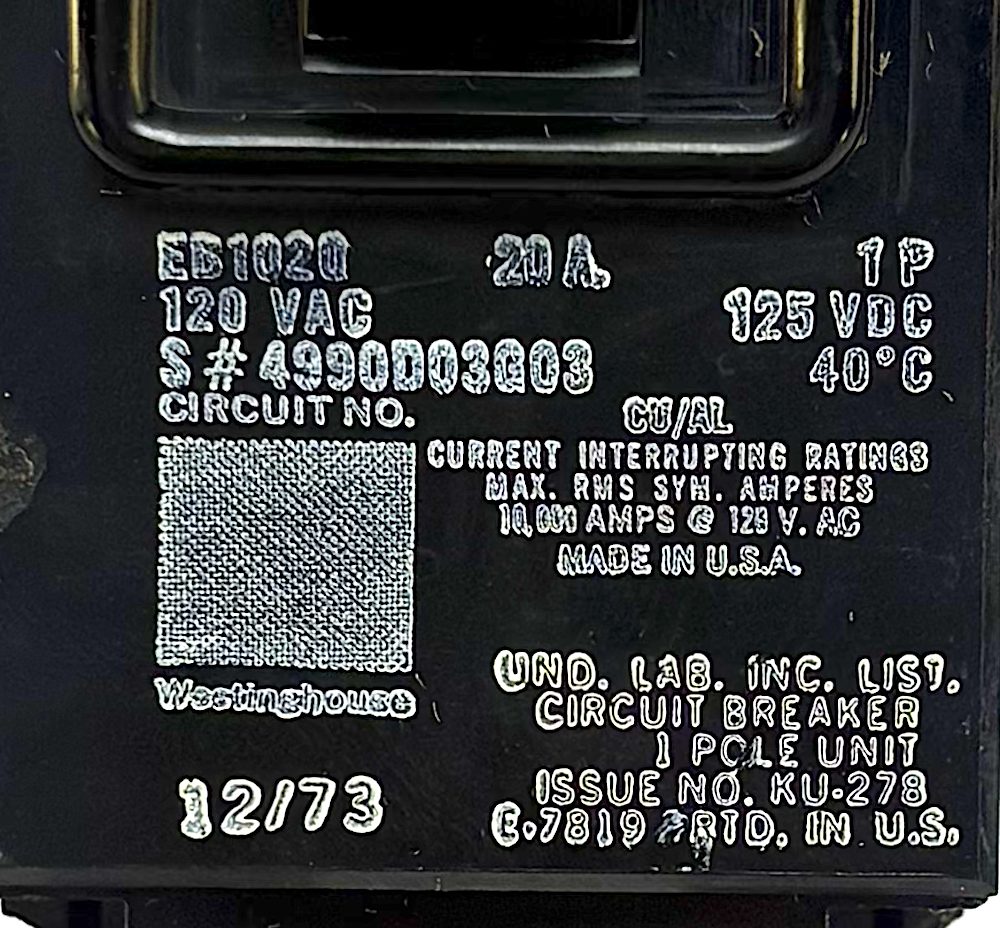 EB1020 20 A. 1 P
120 VAC 125 VDC
S # 4990D03G03 40°C
CIRCUIT NO.
CU/AL
CURRENT INTERRUPTING RATINGS
MAX. RMS SYM. AMPERES
10,000 AMPS @ 120 V. AC
MADE IN U.S.A.
Westinghouse
12/73
UND. LAB. INC. LIST.
CIRCUIT BREAKER
1 POLE UNIT
ISSUE NO. KU-278
E-7819 PRTD. IN U.S.